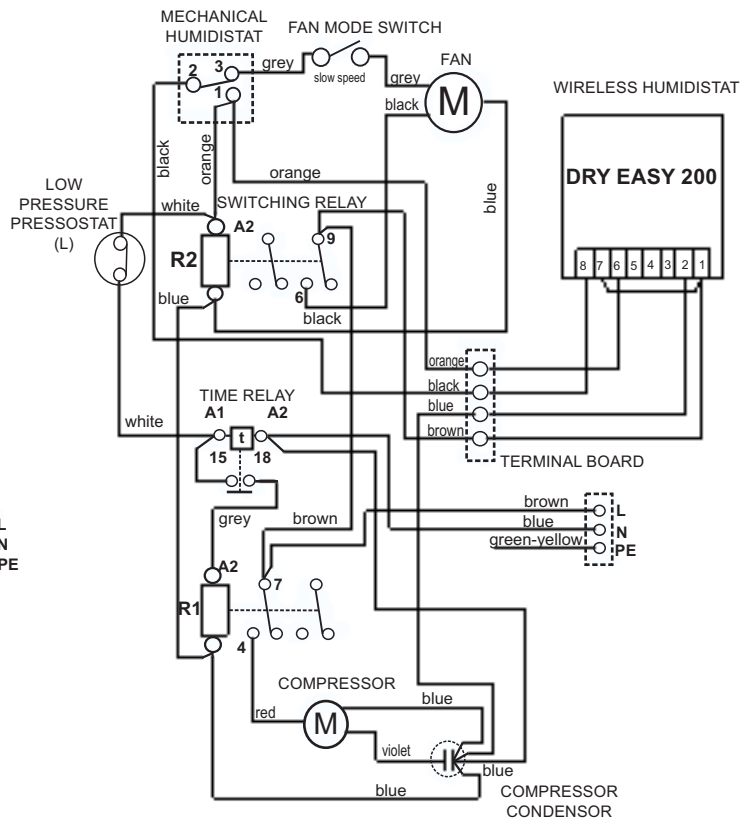 MECHANICAL
HUMIDISTAT
FAN MODE SWITCH
slow speed
grey
grey
black
FAN
M
WIRELESS HUMIDISTAT
DRY EASY 200
8 7 6 5 4 3 2 1
2
3
1
black
orange
orange
blue
LOW
PRESSURE
PRESSOSTAT
(L)
white
SWITCHING RELAY
A2
R2
9
6
blue
black
orange
black
blue
brown
TERMINAL BOARD
TIME RELAY
A1
A2
white
t
15
18
grey
brown
brown
blue
green-yellow
L
N
PE
L
N
PE
A2
R1
7
4
COMPRESSOR
red
M
blue
violet
blue
blue
COMPRESSOR
CONDENSOR